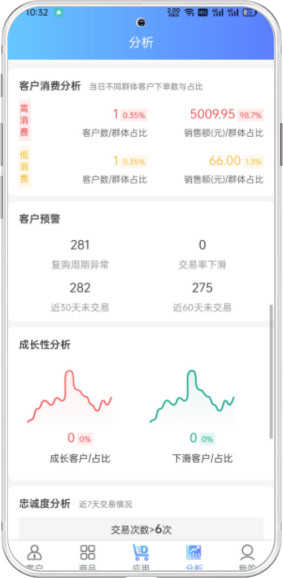 10:32
分析
客户消费分析 当日不同群体客户下单数与占比
高消费
1 0.55%
5009.95 98.7%
客户数/群体占比
销售额(元)/群体占比
低消费
1 0.55%
66.00 1.5%
客户数/群体占比
销售额(元)/群体占比
客户预警
281
0
复购周期异常
交易率下滑
282
275
近30天未交易
近60天未交易
成长性分析
0 0%
0 0%
成长客户/占比
下滑客户/占比
忠诚度分析 近7天交易情况
交易次数>6次
客户
商品
应用
分析
我的